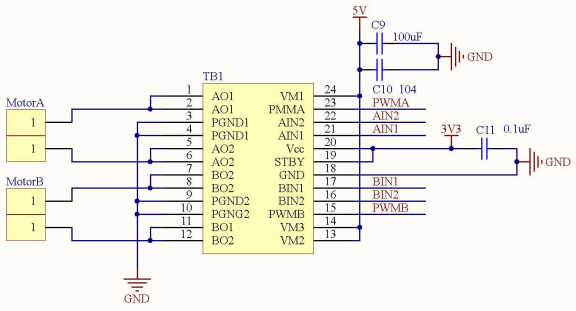 5V
C9
100uF
GND
C10 104
TB1
1 AO1 VM1 24
2 AO1 PMMA 23 PWMA
3 PGND1 AIN2 22 AIN2
4 PGND1 AIN1 21 AIN1
5 AO2 Vcc 20
6 AO2 STBY 19
7 BO2 GND 18
8 BO2 BIN1 17 BIN1
9 PGND2 BIN2 16 BIN2
10 PGNG2 PWMB 15 PWMB
11 BO1 VM3 14
12 BO2 VM2 13
MotorA
1
1
MotorB
1
1
3V3
C11 0.1uF
GND
GND